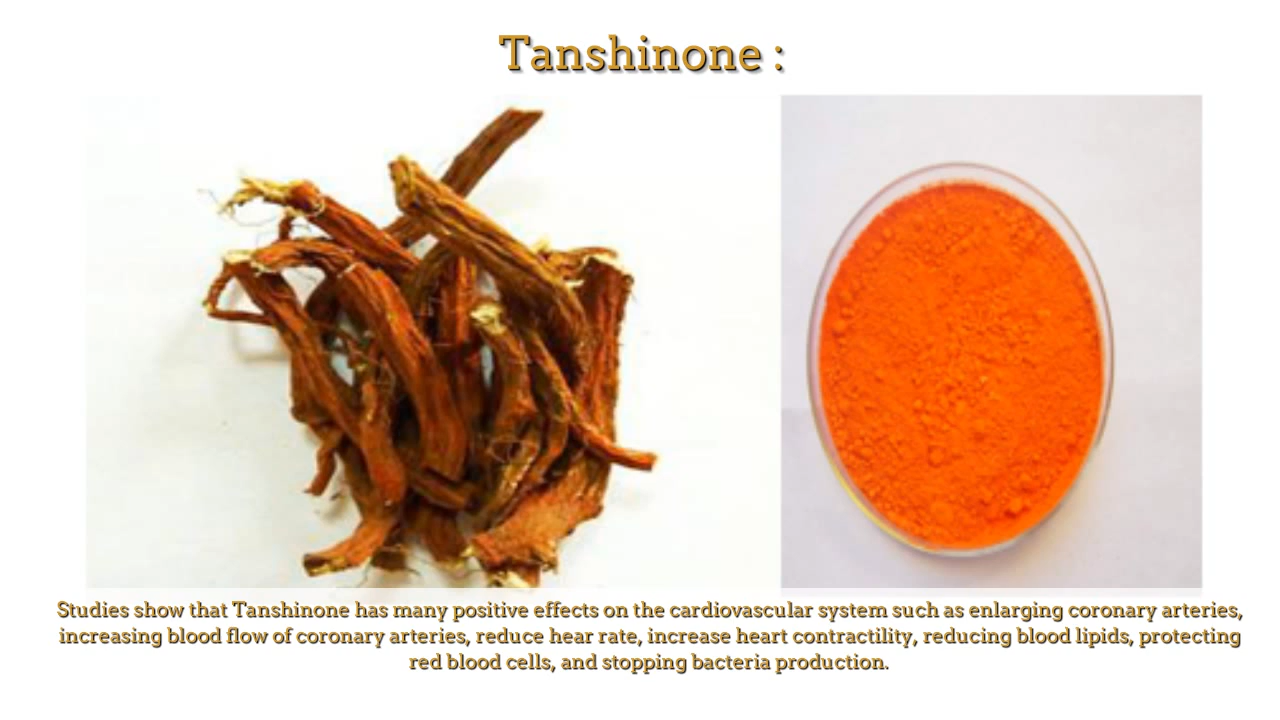 Tanshinone :
Studies show that Tanshinone has many positive effects on the cardiovascular system such as enlarging coronary arteries,
increasing blood flow of coronary arteries, reduce hear rate, increase heart contractility, reducing blood lipids, protecting
red blood cells, and stopping bacteria production.